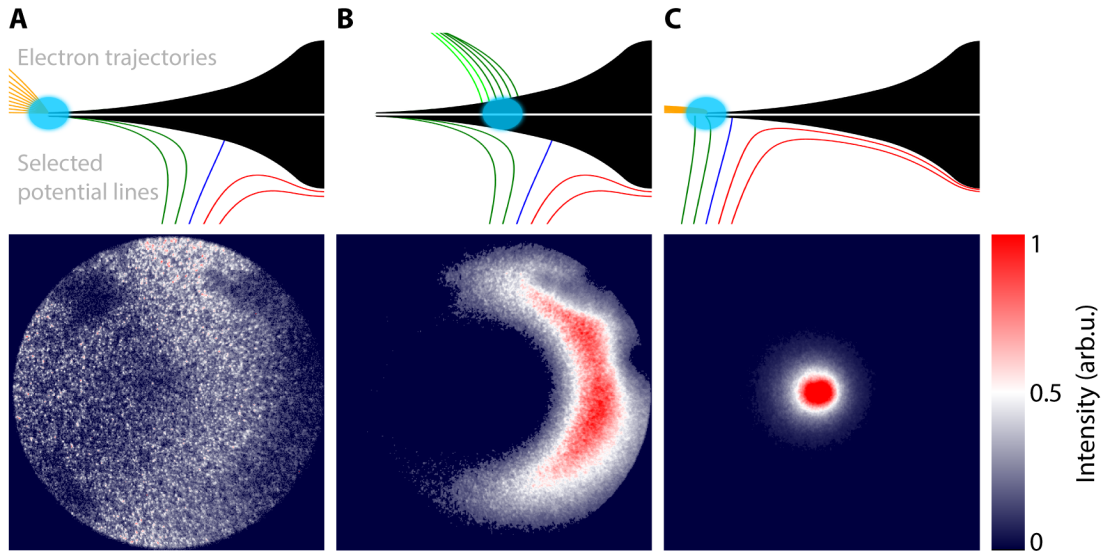 A
B
C
Electron trajectories
Selected
potential lines
1
0.5
0
Intensity (arb.u.)